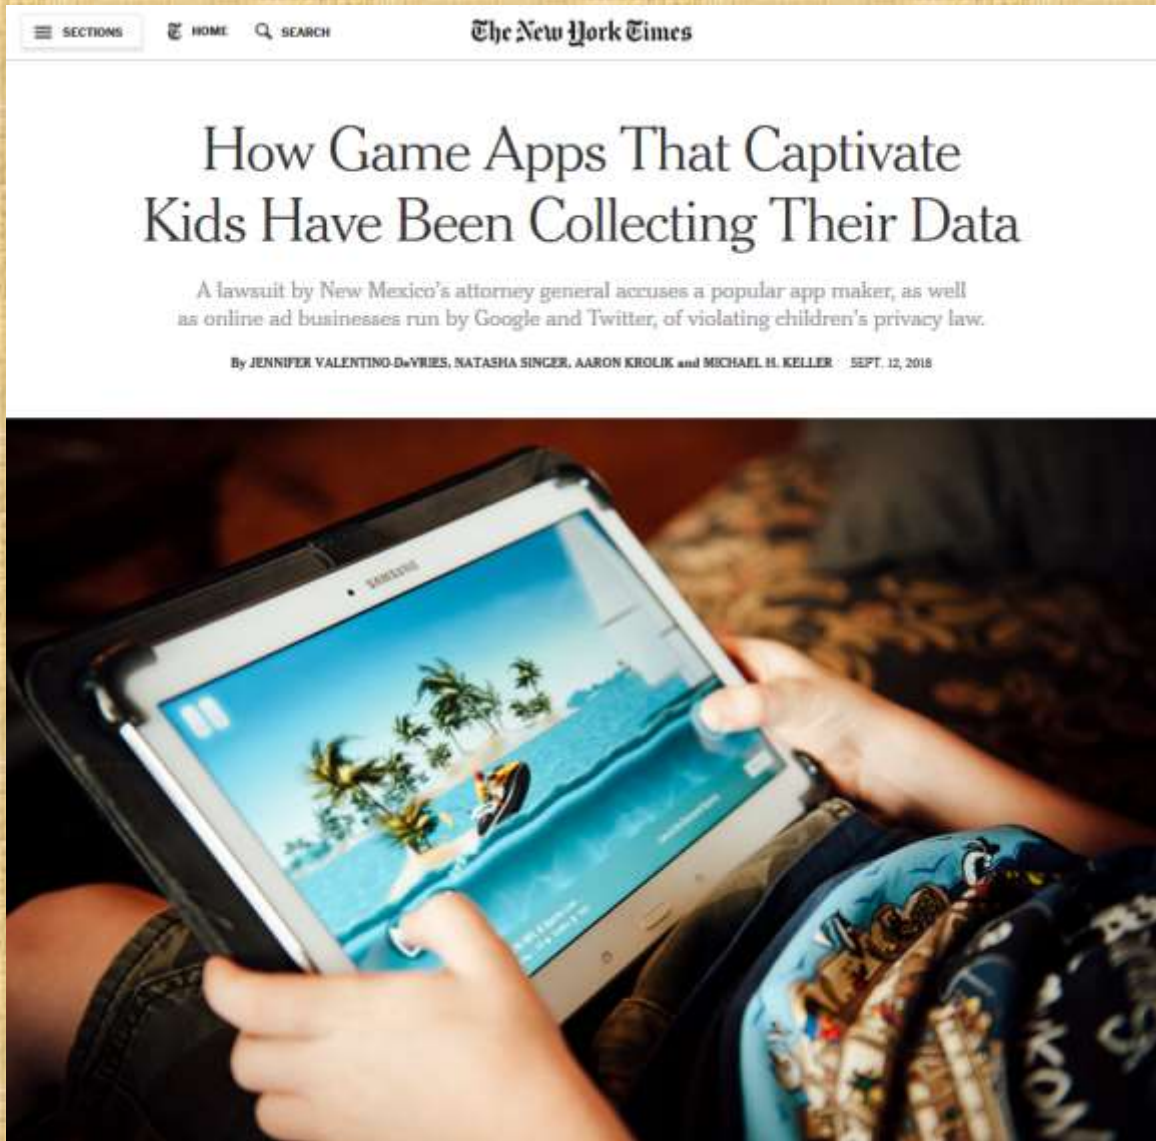 SECTIONS HOME SEARCH The New York Times
How Game Apps That Captivate
Kids Have Been Collecting Their Data
A lawsuit by New Mexico's attorney general accuses a popular app maker, as well
as online ad businesses run by Google and Twitter, of violating children's privacy law.
By JENNIFER VALENTINO-DeVRIES, NATASHA SINGER, AARON KROLIK and MICHAEL H. KELLER SEPT. 12, 2018
SAMSUNG